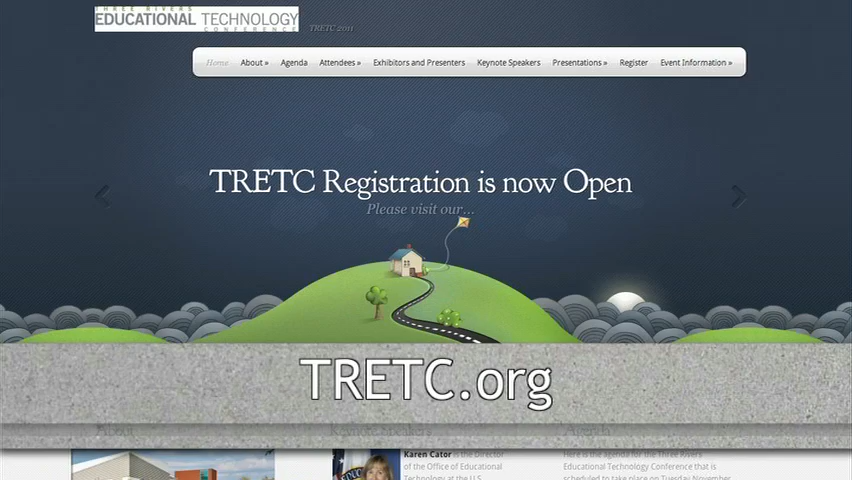 THREE RIVERS
EDUCATIONAL TECHNOLOGY
CONFERENCE
TRETC 2011
Home About » Agenda Attendees » Exhibitors and Presenters Keynote Speakers Presentations » Register Event Information »
TRETC Registration is now Open
Please visit our...
TRETC.org
Karen Cator is the Director
of the Office of Educational
Technology at the U.S.
Here is the agenda for the Three Rivers
Educational Technology Conference that is
scheduled to take place on Tuesday November